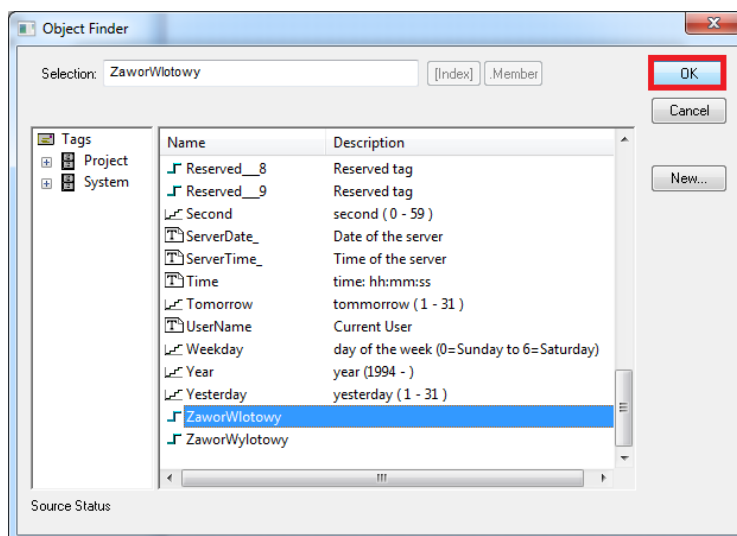 Object Finder
Selection: ZaworWlotowy [Index] .Member OK
Cancel
New...
Tags
Project
System
Name Description
Reserved__8 Reserved tag
Reserved__9 Reserved tag
Second second ( 0 - 59 )
ServerDate_ Date of the server
ServerTime_ Time of the server
Time time: hh:mm:ss
Tomorrow tommorrow ( 1 - 31 )
UserName Current User
Weekday day of the week (0=Sunday to 6=Saturday)
Year year (1994 - )
Yesterday yesterday ( 1 - 31 )
ZaworWlotowy
ZaworWylotowy
Source Status